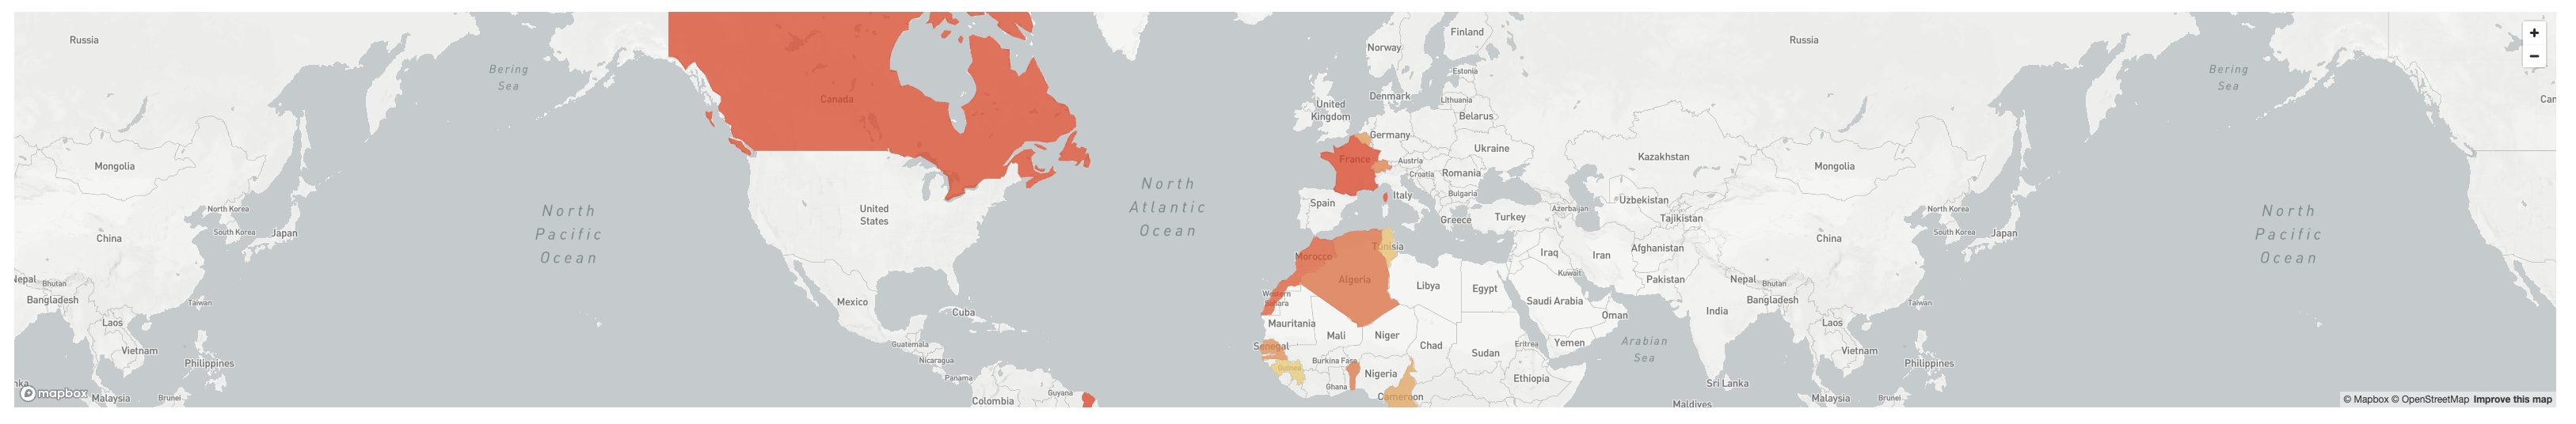 Russia
Bering
Sea
Canada
Norway
Finland
Estonia
Denmark
Lithuania
United
Kingdom
Belarus
Germany
Ukraine
France
Austria
Croatia
Romania
Bulgaria
Italy
Spain
Greece
Turkey
Azerbaijan
Kazakhstan
Uzbekistan
Tajikistan
Russia
Mongolia
Bering
Sea
Can
+
−
Mongolia
North Korea
South Korea
Japan
China
North
Pacific
Ocean
United
States
North
Atlantic
Ocean
Morocco
Algeria
Tunisia
Libya
Egypt
Iraq
Iran
Kuwait
Afghanistan
Pakistan
Saudi Arabia
Oman
Yemen
China
North Korea
South Korea
Japan
North
Pacific
Ocean
Nepal
Bhutan
Bangladesh
Taiwan
Laos
Vietnam
Philippines
Mexico
Cuba
Guatemala
Nicaragua
Panama
Colombia
Guyana
Western
Sahara
Mauritania
Mali
Niger
Chad
Sudan
Eritrea
Senegal
Guinea
Burkina Faso
Ghana
Nigeria
Cameroon
Ethiopia
Arabian
Sea
India
Nepal
Bhutan
Bangladesh
Taiwan
Laos
Vietnam
Philippines
Sri Lanka
Maldives
Malaysia
Brunei
nka
mapbox
Malaysia
Brunei
© Mapbox © OpenStreetMap Improve this map